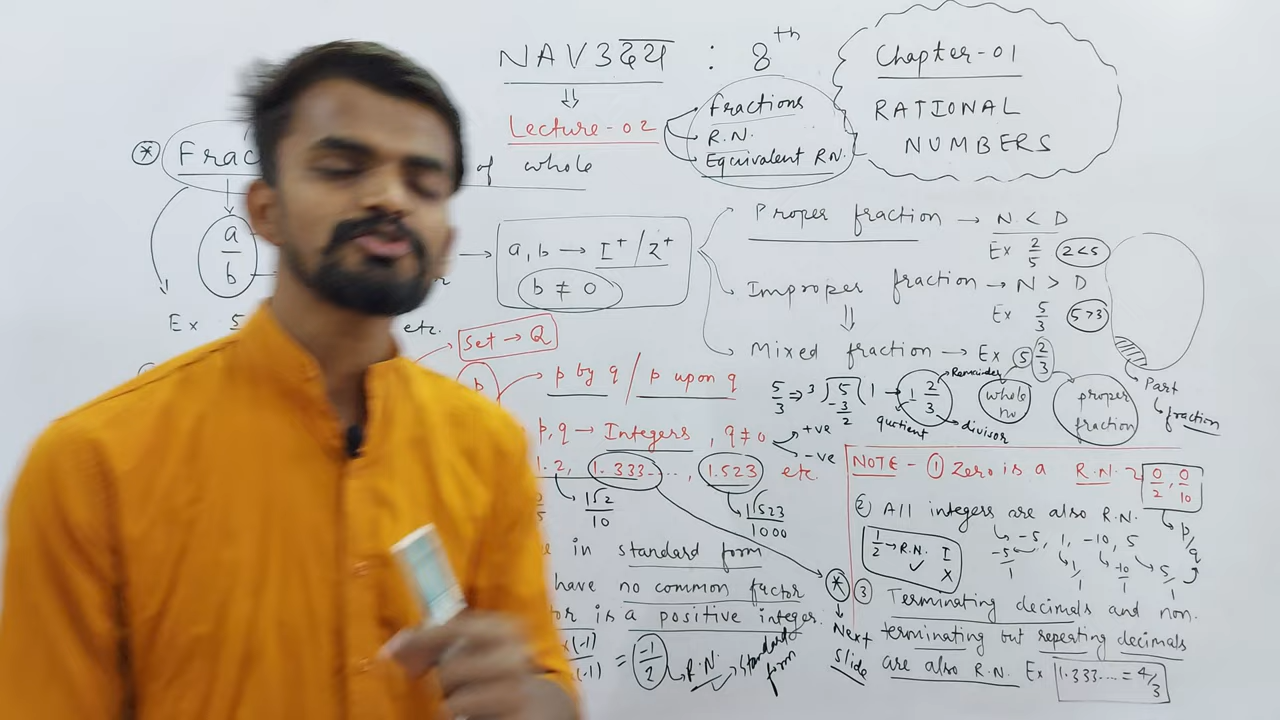 NAV3दय : 8th
Chapter-01
RATIONAL
NUMBERS
Lecture-02
fractions
R.N.
Equivalent R.N.
* Frac of whole
a
b
a, b → I+ / Z+
b ≠ 0
Proper fraction → N < D
Ex 2/5 2<5
Improper fraction → N > D
Ex 5/3 5>3
Mixed fraction → Ex 5 2/3
Ex 5 etc.
Set → Q
p by q / p upon q
5/3 ⇒ 3)5(1 → 1 2/3
-3
2
Remainder
quotient
divisor
whole
no
proper
fraction
Part
fraction
p, q → Integers, q ≠ 0
+ve
-ve
1.2, 1.333..., 1.523 etc.
12/10
1523/1000
e in standard form
have no common factor
or is a positive integer.
×(-1)
×(-1)
= -1/2
R.N.
standard
form
*
Next
slide
NOTE - ① Zero is a R.N. 0/2, 0/10
p/q
② All integers are also R.N.
-5, 1, -10, 5
-5/1 1/1 -10/1 5/1
1/2 → R.N. ✓ I X
③ Terminating decimals and non.
terminating but repeating decimals
are also R.N. Ex 1.333... = 4/3